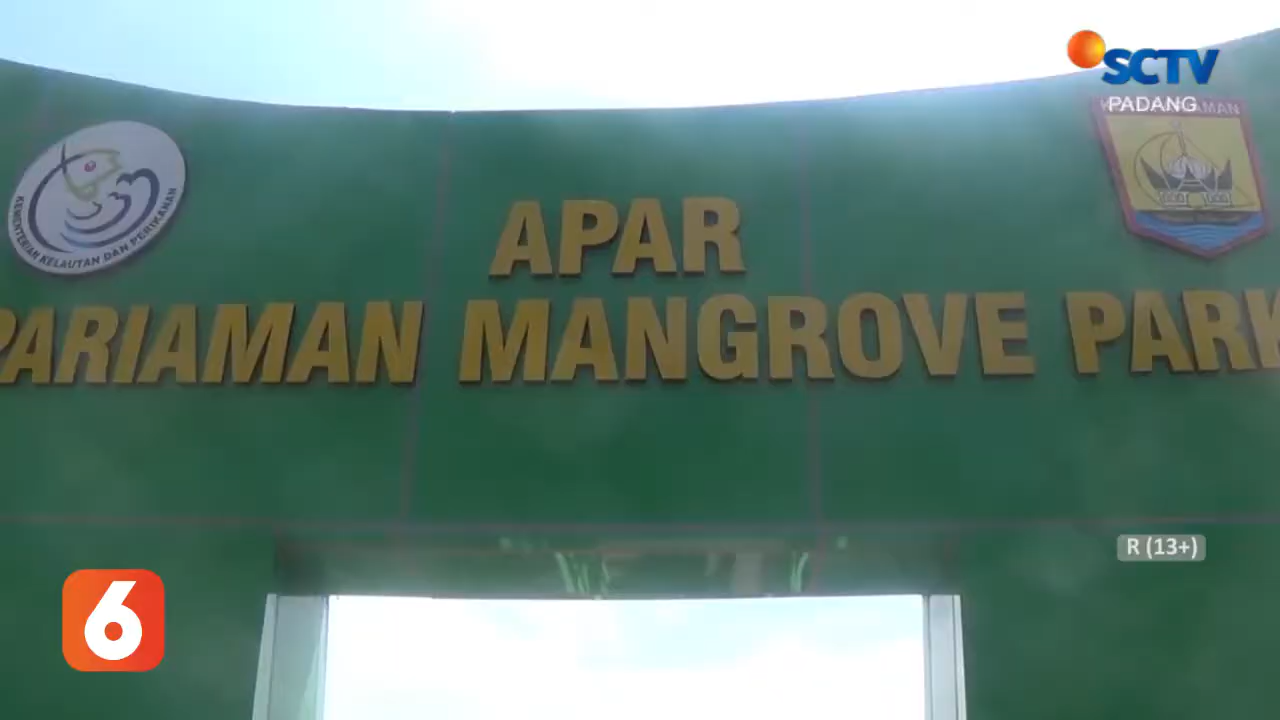 SCTV
PADANG
KEMENTERIAN KELAUTAN DAN PERIKANAN
APAR
PARIAMAN MANGROVE PARK
R (13+)
6